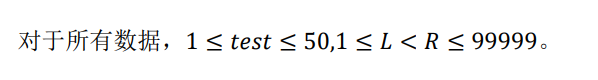 对于所有数据，1 ≤ test ≤ 50,1 ≤ L < R ≤ 99999。